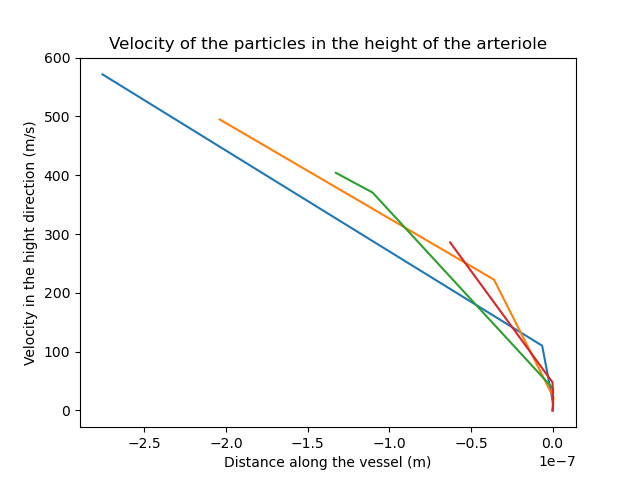 Velocity of the particles in the height of the arteriole
Velocity in the hight direction (m/s)
600
500
400
300
200
100
0
−2.5 −2.0 −1.5 −1.0 −0.5 0.0
1e−7
Distance along the vessel (m)